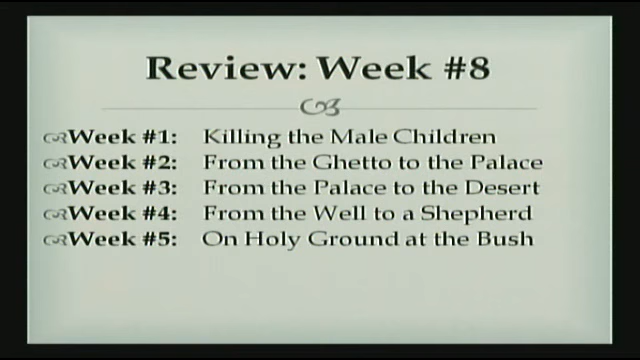 Review: Week #8
Week #1: Killing the Male Children
Week #2: From the Ghetto to the Palace
Week #3: From the Palace to the Desert
Week #4: From the Well to a Shepherd
Week #5: On Holy Ground at the Bush